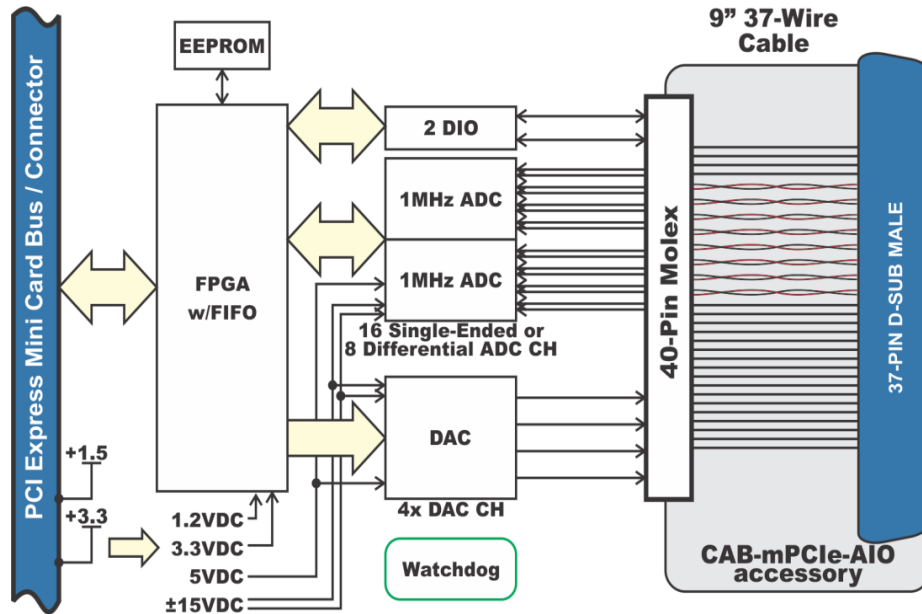 PCI Express Mini Card Bus / Connector
EEPROM
9” 37-Wire
Cable
2 DIO
1MHz ADC
1MHz ADC
FPGA
w/FIFO
16 Single-Ended or
8 Differential ADC CH
40-Pin Molex
37-PIN D-SUB MALE
DAC
4x DAC CH
+1.5
+3.3
1.2VDC
3.3VDC
5VDC
±15VDC
Watchdog
CAB-mPCIe-AIO
accessory